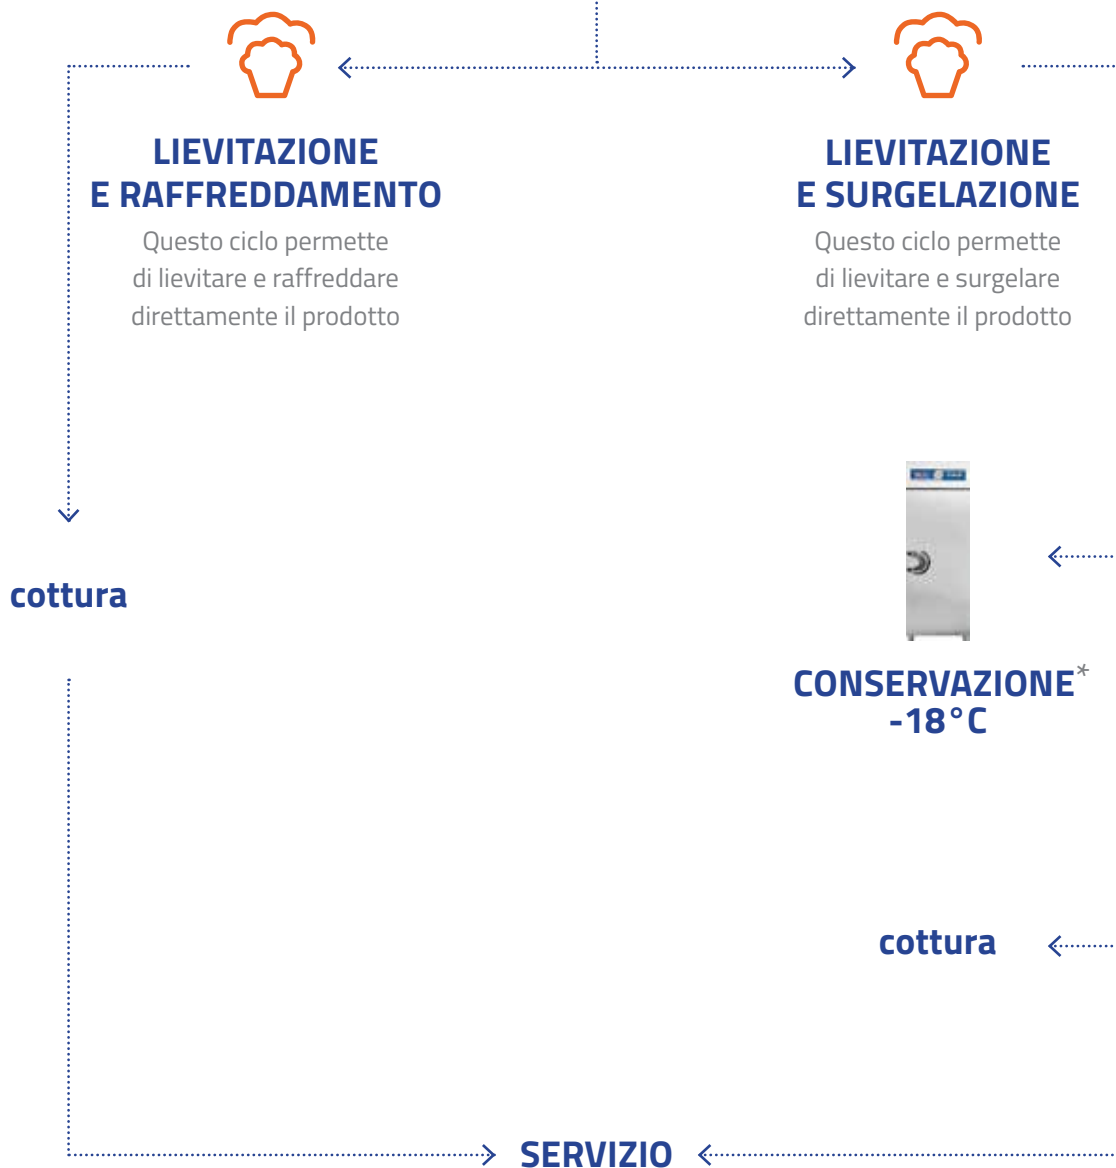 LIEVITAZIONE
E RAFFREDDAMENTO
Questo ciclo permette
di lievitare e raffreddare
direttamente il prodotto
LIEVITAZIONE
E SURGELAZIONE
Questo ciclo permette
di lievitare e surgelare
direttamente il prodotto
cottura
CONSERVAZIONE*
-18°C
cottura
SERVIZIO